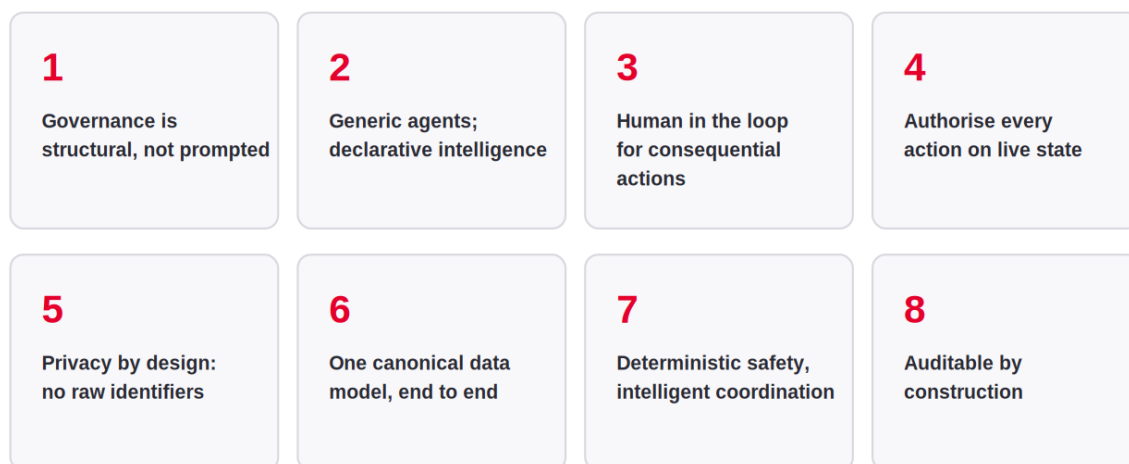 1
Governance is
structural, not prompted
2
Generic agents;
declarative intelligence
3
Human in the loop
for consequential
actions
4
Authorise every
action on live state
5
Privacy by design:
no raw identifiers
6
One canonical data
model, end to end
7
Deterministic safety,
intelligent coordination
8
Auditable by
construction